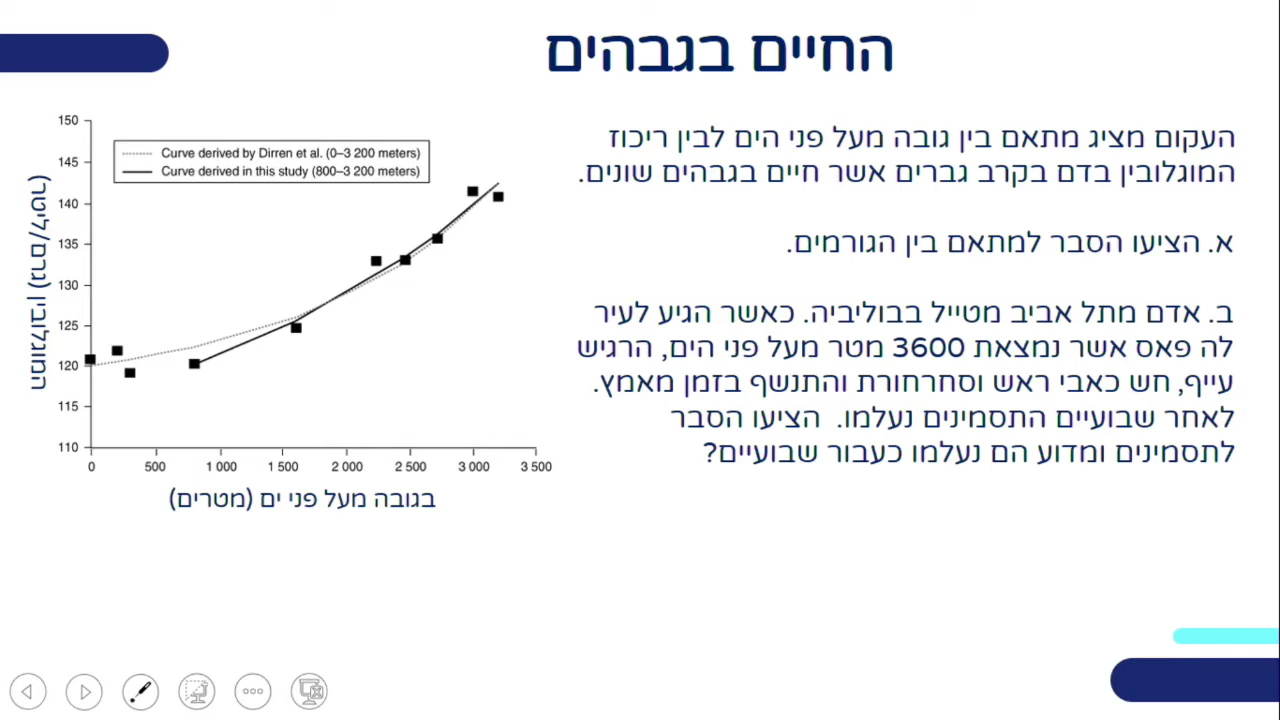 החיים בגבהים
העקום מציג מתאם בין גובה מעל פני הים לבין ריכוז
המוגלובין בדם בקרב גברים אשר חיים בגבהים שונים.
א. הציעו הסבר למתאם בין הגורמים.
ב. אדם מתל אביב מטייל בבוליביה. כאשר הגיע לעיר
לה פאס אשר נמצאת 3600 מטר מעל פני הים, הרגיש
עייף, חש כאבי ראש וסחרחורת והתנשף בזמן מאמץ.
לאחר שבועיים התסמינים נעלמו. הציעו הסבר
לתסמינים ומדוע הם נעלמו כעבור שבועיים?
Curve derived by Dirren et al. (0–3 200 meters)
Curve derived in this study (800–3 200 meters)
המוגלובין (גרם/ליטר)
150
145
140
135
130
125
120
115
110
0 500 1 000 1 500 2 000 2 500 3 000 3 500
בגובה מעל פני ים (מטרים)